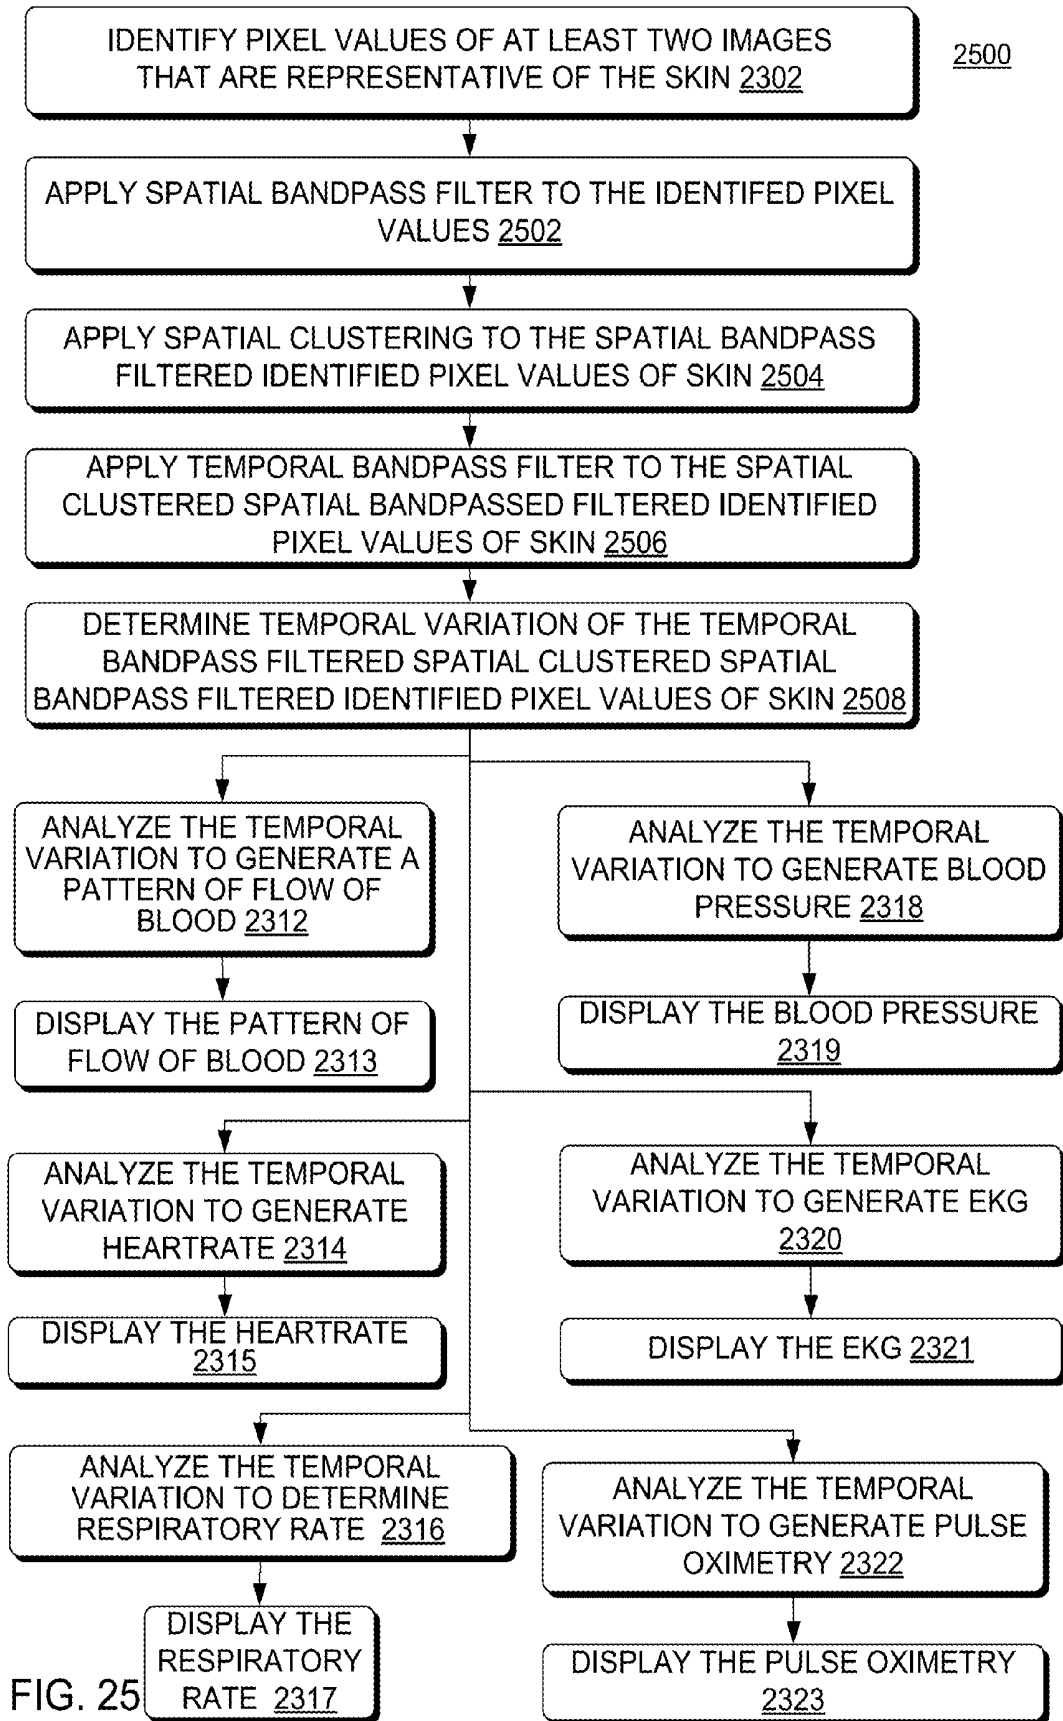 IDENTIFY PIXEL VALUES OF AT LEAST TWO IMAGES
THAT ARE REPRESENTATIVE OF THE SKIN 2302
2500
APPLY SPATIAL BANDPASS FILTER TO THE IDENTIFED PIXEL
VALUES 2502
APPLY SPATIAL CLUSTERING TO THE SPATIAL BANDPASS
FILTERED IDENTIFIED PIXEL VALUES OF SKIN 2504
APPLY TEMPORAL BANDPASS FILTER TO THE SPATIAL
CLUSTERED SPATIAL BANDPASSED FILTERED IDENTIFIED
PIXEL VALUES OF SKIN 2506
DETERMINE TEMPORAL VARIATION OF THE TEMPORAL
BANDPASS FILTERED SPATIAL CLUSTERED SPATIAL
BANDPASS FILTERED IDENTIFIED PIXEL VALUES OF SKIN 2508
ANALYZE THE TEMPORAL
VARIATION TO GENERATE A
PATTERN OF FLOW OF
BLOOD 2312
ANALYZE THE TEMPORAL
VARIATION TO GENERATE BLOOD
PRESSURE 2318
DISPLAY THE PATTERN OF
FLOW OF BLOOD 2313
DISPLAY THE BLOOD PRESSURE
2319
ANALYZE THE TEMPORAL
VARIATION TO GENERATE
HEARTRATE 2314
ANALYZE THE TEMPORAL
VARIATION TO GENERATE EKG
2320
DISPLAY THE HEARTRATE
2315
DISPLAY THE EKG 2321
ANALYZE THE TEMPORAL
VARIATION TO DETERMINE
RESPIRATORY RATE 2316
ANALYZE THE TEMPORAL
VARIATION TO GENERATE PULSE
OXIMETRY 2322
DISPLAY THE
RESPIRATORY
RATE 2317
DISPLAY THE PULSE OXIMETRY
2323
FIG. 25